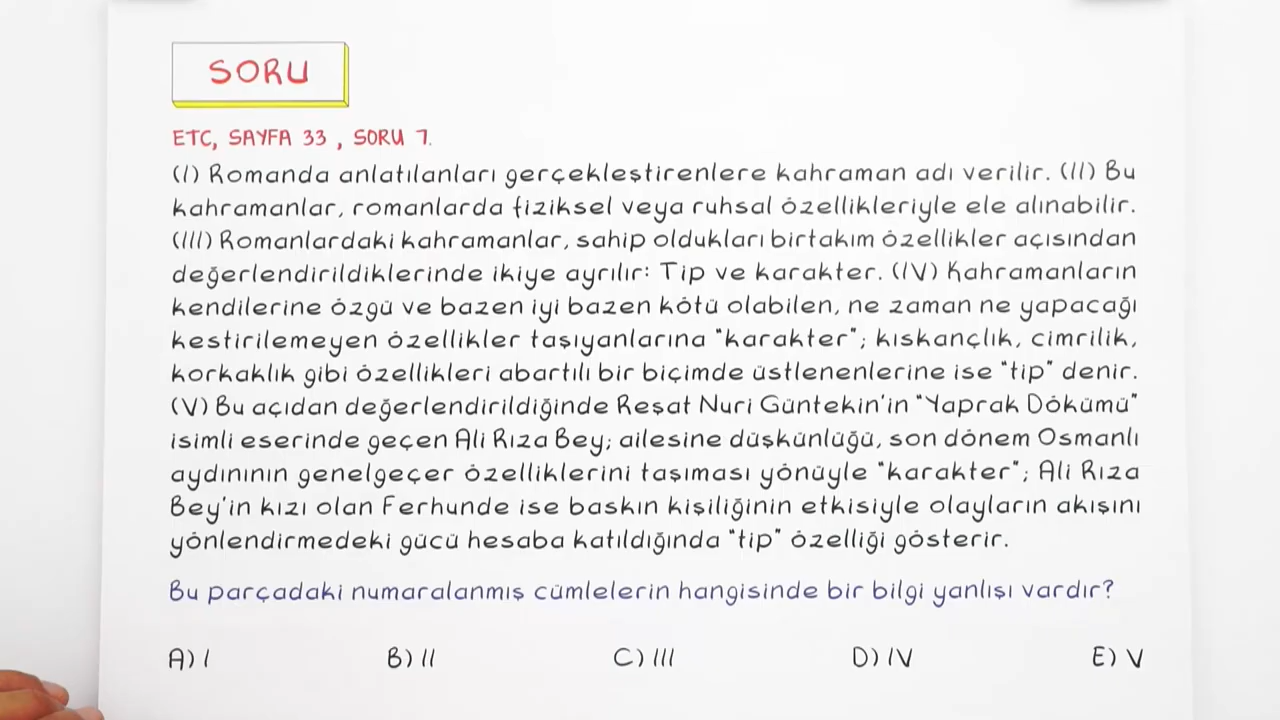 SORU
ETC, SAYFA 33, SORU 7.
(I) Romanda anlatılanları gerçekleştirenlere kahraman adı verilir. (II) Bu
kahramanlar, romanlarda fiziksel veya ruhsal özellikleriyle ele alınabilir.
(III) Romanlardaki kahramanlar, sahip oldukları birtakım özellikler açısından
değerlendirildiklerinde ikiye ayrılır: Tip ve karakter. (IV) Kahramanların
kendilerine özgü ve bazen iyi bazen kötü olabilen, ne zaman ne yapacağı
kestirilemeyen özellikler taşıyanlarına "karakter"; kıskançlık, cimrilik,
korkaklık gibi özellikleri abartılı bir biçimde üstlenenlerine ise "tip" denir.
(V) Bu açıdan değerlendirildiğinde Reşat Nuri Güntekin'in "Yaprak Dökümü"
isimli eserinde geçen Ali Rıza Bey; ailesine düşkünlüğü, son dönem Osmanlı
aydınının genelgeçer özelliklerini taşıması yönüyle "karakter"; Ali Rıza
Bey'in kızı olan Ferhunde ise baskın kişiliğinin etkisiyle olayların akışını
yönlendirmedeki gücü hesaba katıldığında "tip" özelliği gösterir.
Bu parçadaki numaralanmış cümlelerin hangisinde bir bilgi yanlışı vardır?
A) I B) II C) III D) IV E) V